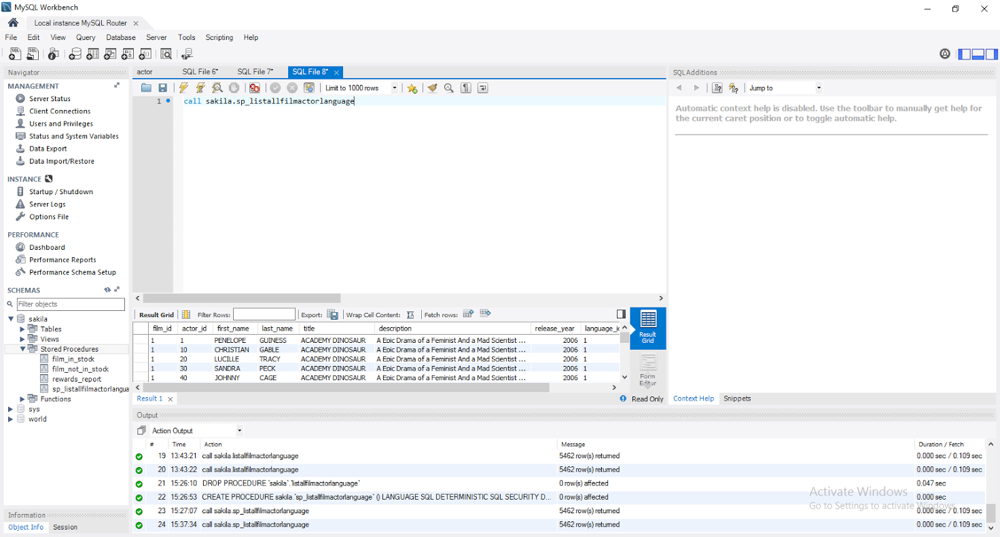 MySQL Workbench
Local instance MySQL Router
File Edit View Query Database Server Tools Scripting Help
Navigator
MANAGEMENT
Server Status
Client Connections
Users and Privileges
Status and System Variables
Data Export
Data Import/Restore
INSTANCE
Startup / Shutdown
Server Logs
Options File
PERFORMANCE
Dashboard
Performance Reports
Performance Schema Setup
SCHEMAS
Filter objects
sakila
Tables
Views
Stored Procedures
film_in_stock
film_not_in_stock
rewards_report
sp_listallfilmactorlangua
Functions
sys
world
Information
Object Info Session
actor SQL File 6* SQL File 7* SQL File 8*
Limit to 1000 rows
1 call sakila.sp_listallfilmactorlanguage
Result Grid Filter Rows: Export: Wrap Cell Content: Fetch rows:
film_id actor_id first_name last_name title description release_year language_ic
1 1 PENELOPE GUINESS ACADEMY DINOSAUR A Epic Drama of a Feminist And a Mad Scientist ... 2006 1
1 10 CHRISTIAN GABLE ACADEMY DINOSAUR A Epic Drama of a Feminist And a Mad Scientist ... 2006 1
1 20 LUCILLE TRACY ACADEMY DINOSAUR A Epic Drama of a Feminist And a Mad Scientist ... 2006 1
1 30 SANDRA PECK ACADEMY DINOSAUR A Epic Drama of a Feminist And a Mad Scientist ... 2006 1
1 40 JOHNNY CAGE ACADEMY DINOSAUR A Epic Drama of a Feminist And a Mad Scientist ... 2006 1
Result
Grid
Form
Editor
Result 1 Read Only
SQLAdditions
Jump to
Automatic context help is disabled. Use the toolbar to manually get help for
the current caret position or to toggle automatic help.
Context Help Snippets
Output
Action Output
# Time Action Message Duration / Fetch
19 13:43:21 call sakila.listallfilmactorlanguage 5462 row(s) returned 0.000 sec / 0.109 sec
20 13:43:22 call sakila.listallfilmactorlanguage 5462 row(s) returned 0.000 sec / 0.109 sec
21 15:26:10 DROP PROCEDURE `sakila`.`listallfilmactorlanguage` 0 row(s) affected 0.047 sec
22 15:26:53 CREATE PROCEDURE sakila.`sp_listallfilmactorlanguage` () LANGUAGE SQL DETERMINISTIC SQL SECURITY D... 0 row(s) affected 0.000 sec
23 15:27:07 call sakila.sp_listallfilmactorlanguage 5462 row(s) returned 0.000 sec / 0.109 sec
24 15:37:34 call sakila.sp_listallfilmactorlanguage 5462 row(s) returned 0.000 sec / 0.109 sec
Activate Windows
Go to Settings to activate Windows.